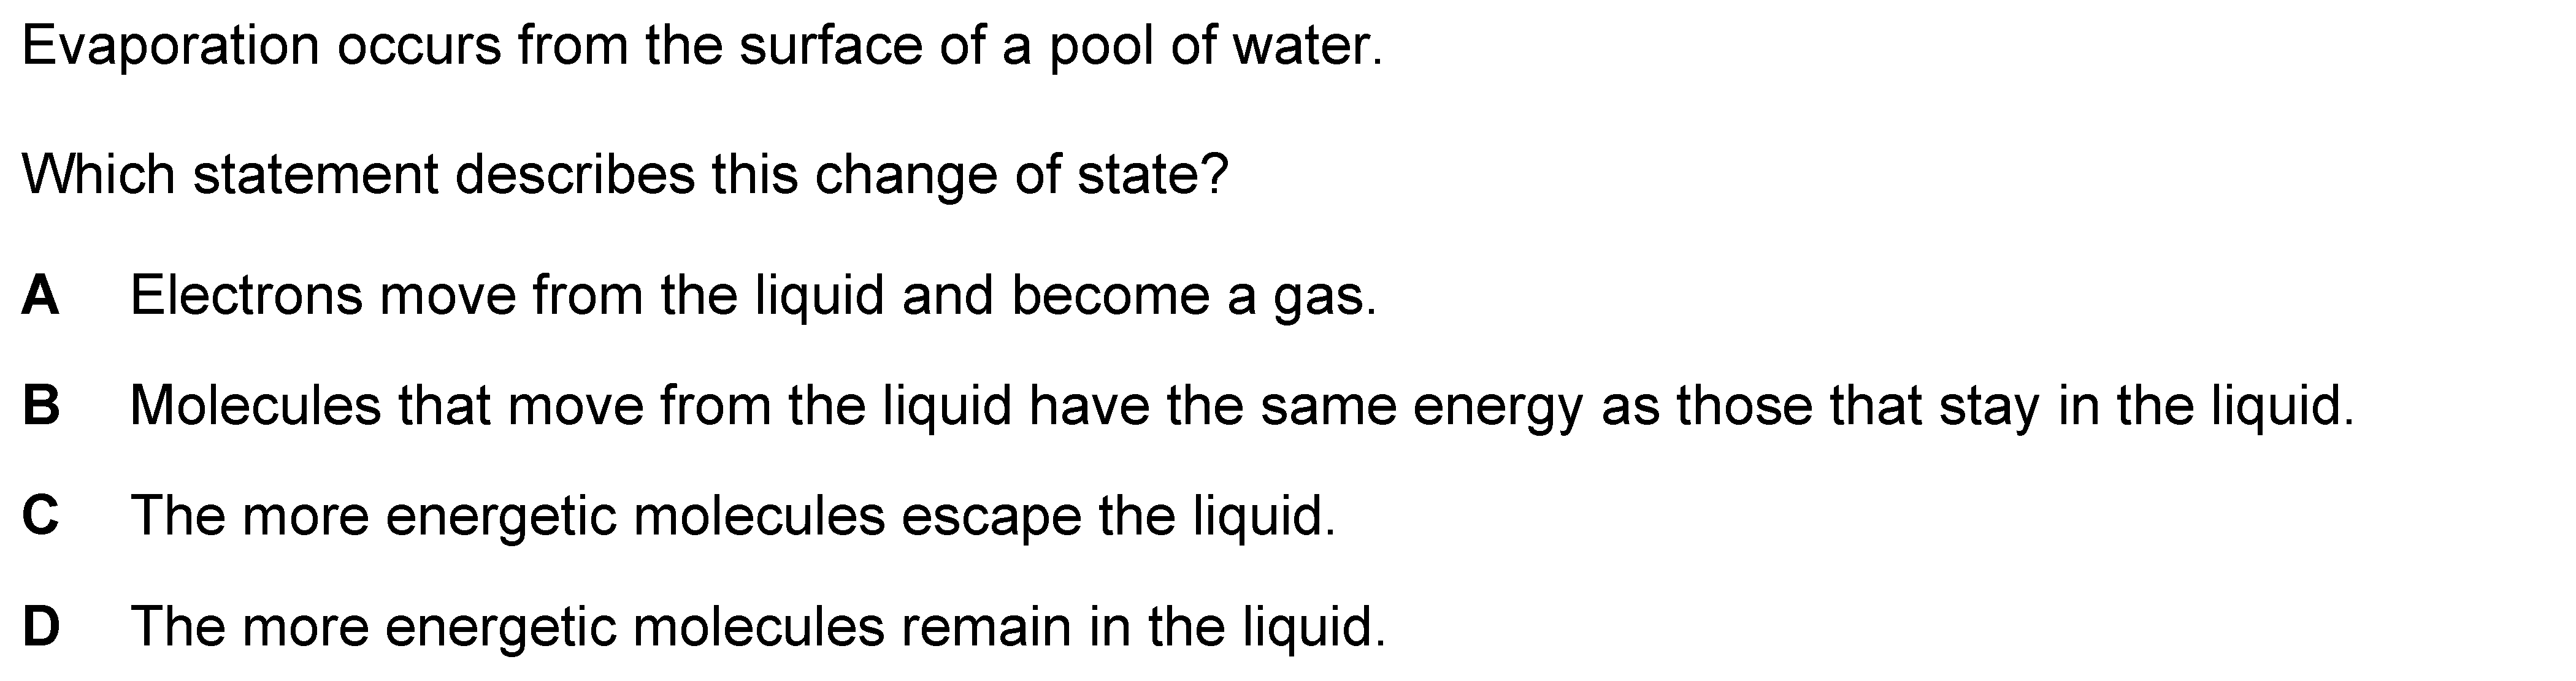 Evaporation occurs from the surface of a pool of water.
Which statement describes this change of state?
A Electrons move from the liquid and become a gas.
B Molecules that move from the liquid have the same energy as those that stay in the liquid.
C The more energetic molecules escape the liquid.
D The more energetic molecules remain in the liquid.